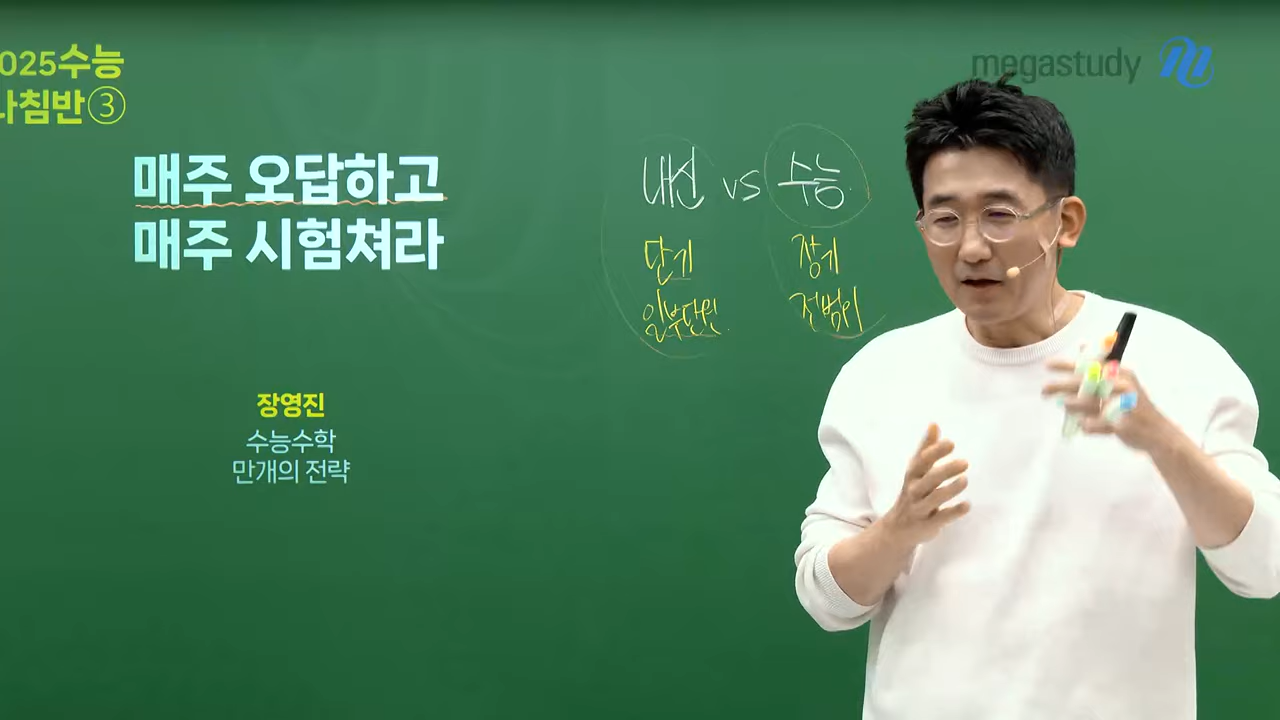 025수능
나침반③
megastudy
매주 오답하고
매주 시험쳐라
내신 vs 수능
단기 장기
일부단원 전범위
장영진
수능수학
만개의 전략